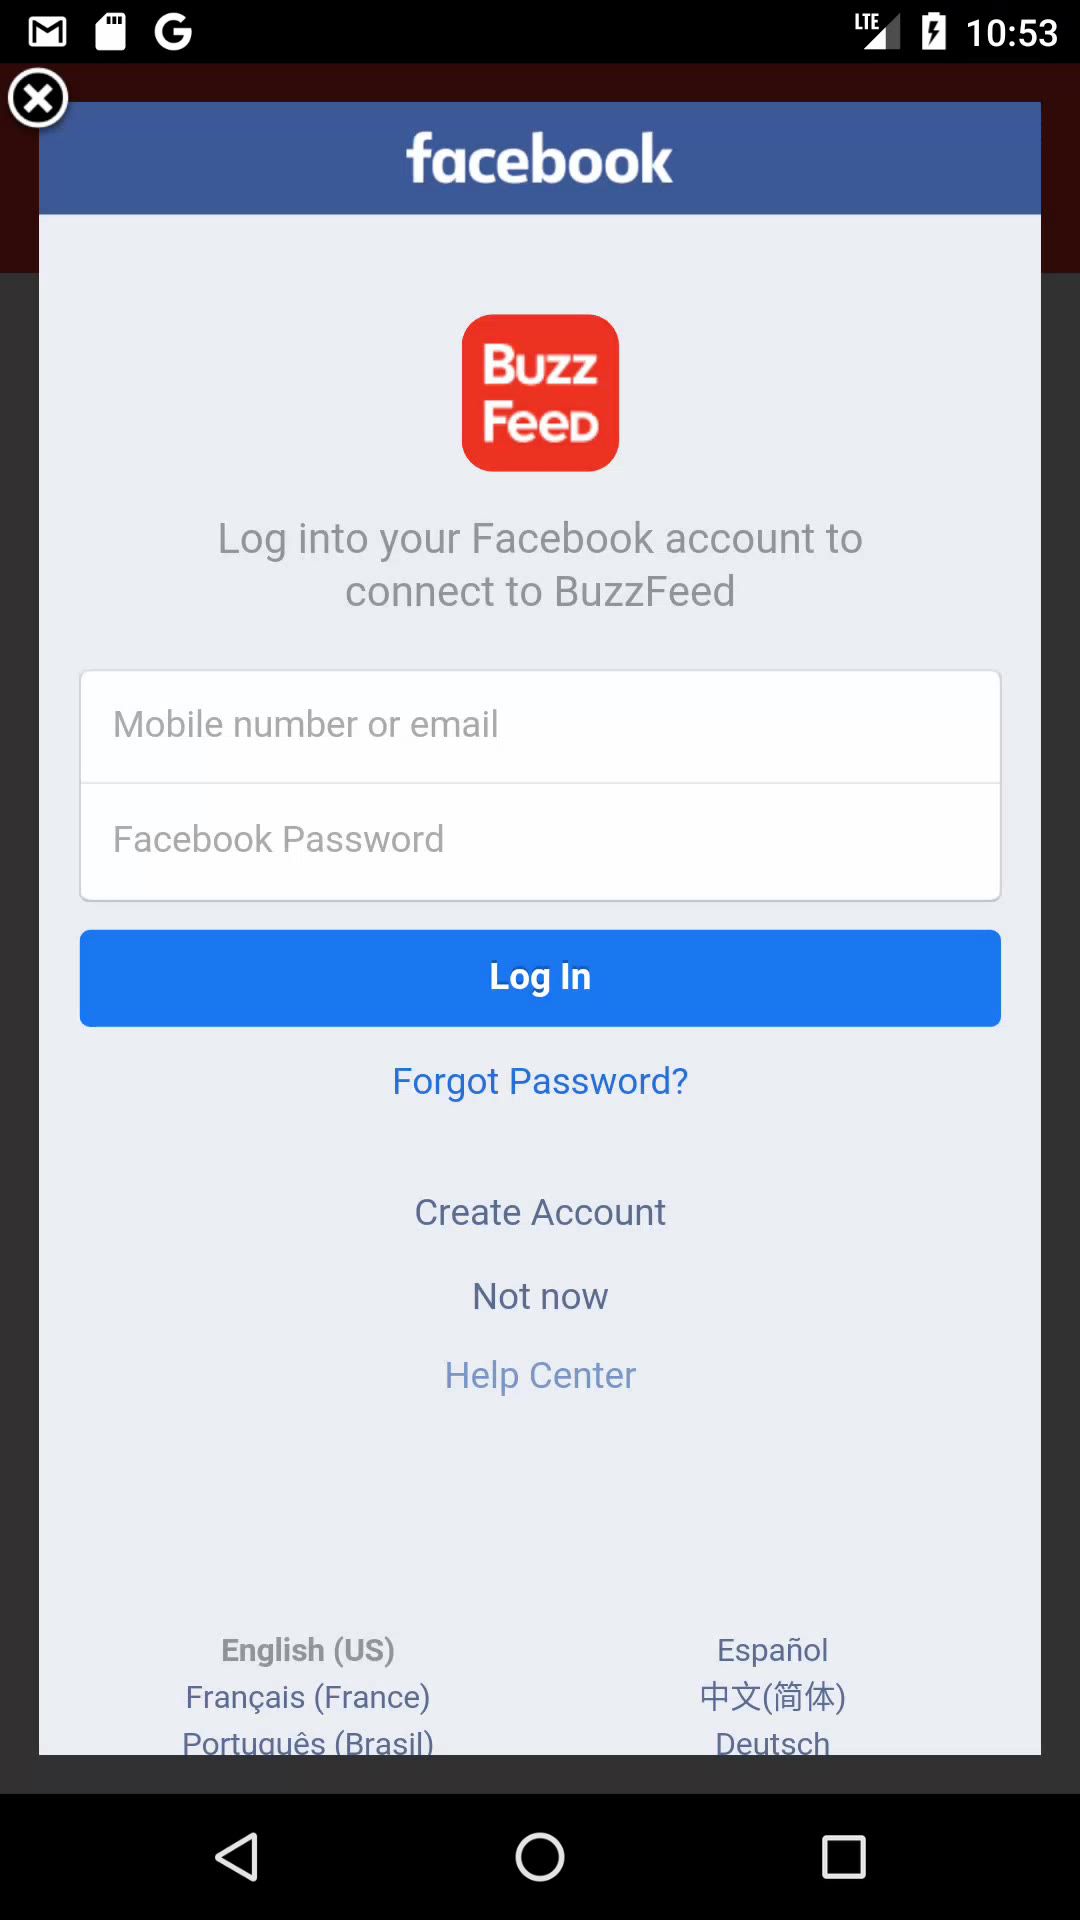 LTE 10:53
facebook
Buzz
FeeD
Log into your Facebook account to
connect to BuzzFeed
Mobile number or email
Facebook Password
Log In
Forgot Password?
Create Account
Not now
Help Center
English (US) Español
Français (France) 中文(简体)
Português (Brasil) Deutsch